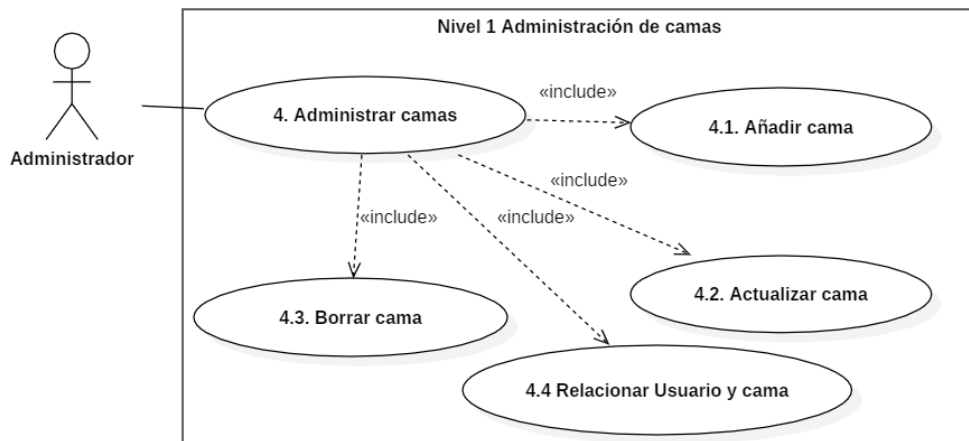 Nivel 1 Administración de camas
«include»
4. Administrar camas
4.1. Añadir cama
Administrador
«include»
«include»
«include»
4.2. Actualizar cama
4.3. Borrar cama
4.4 Relacionar Usuario y cama